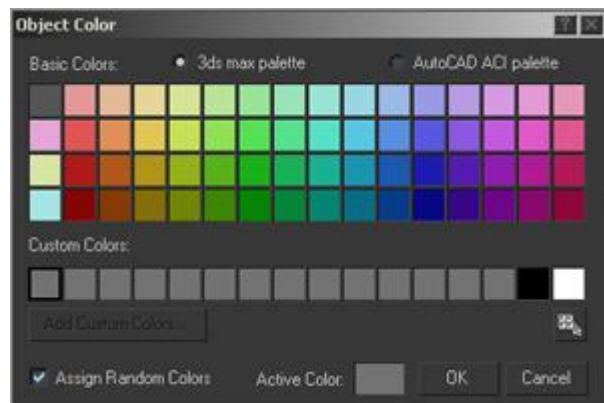 Object Color
Basic Colors: 3ds max palette AutoCAD ACI palette
Custom Colors:
Add Custom Colors...
Assign Random Colors Active Color: OK Cancel